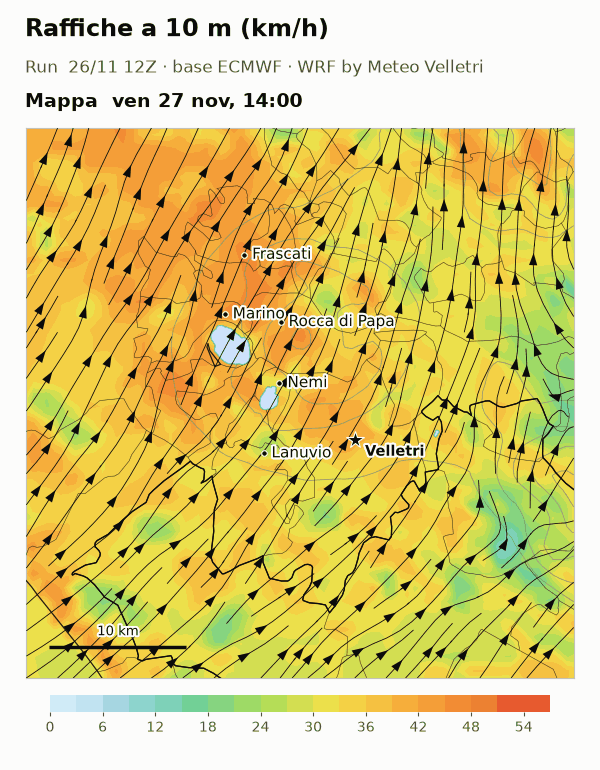 Raffiche a 10 m (km/h)
Run  26/11 12Z · base ECMWF · WRF by Meteo Velletri
Mappa  ven 27 nov, 14:00
Frascati
Marino
Rocca di Papa
Nemi
Velletri
Lanuvio
10 km
0 6 12 18 24 30 36 42 48 54